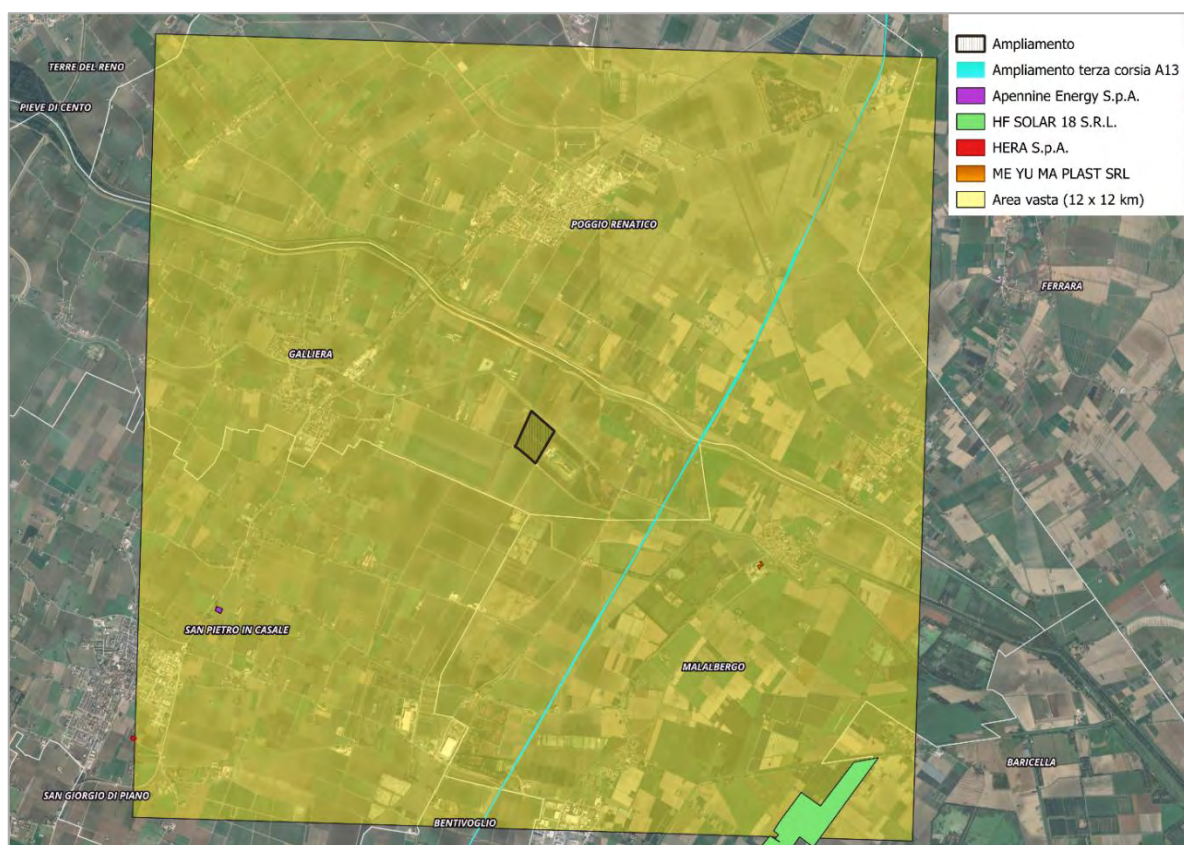 Ampliamento
Ampliamento terza corsia A13
Apennine Energy S.p.A.
HF SOLAR 18 S.R.L.
HERA S.p.A.
ME YU MA PLAST SRL
Area vasta (12 x 12 km)
TERRE DEL RENO
PIEVE DI CENTO
POGGIO RENATICO
FERRARA
GALLIERA
SAN PIETRO IN CASALE
MALALBERGO
BARICELLA
SAN GIORGIO DI PIANO
BENTIVOGLIO